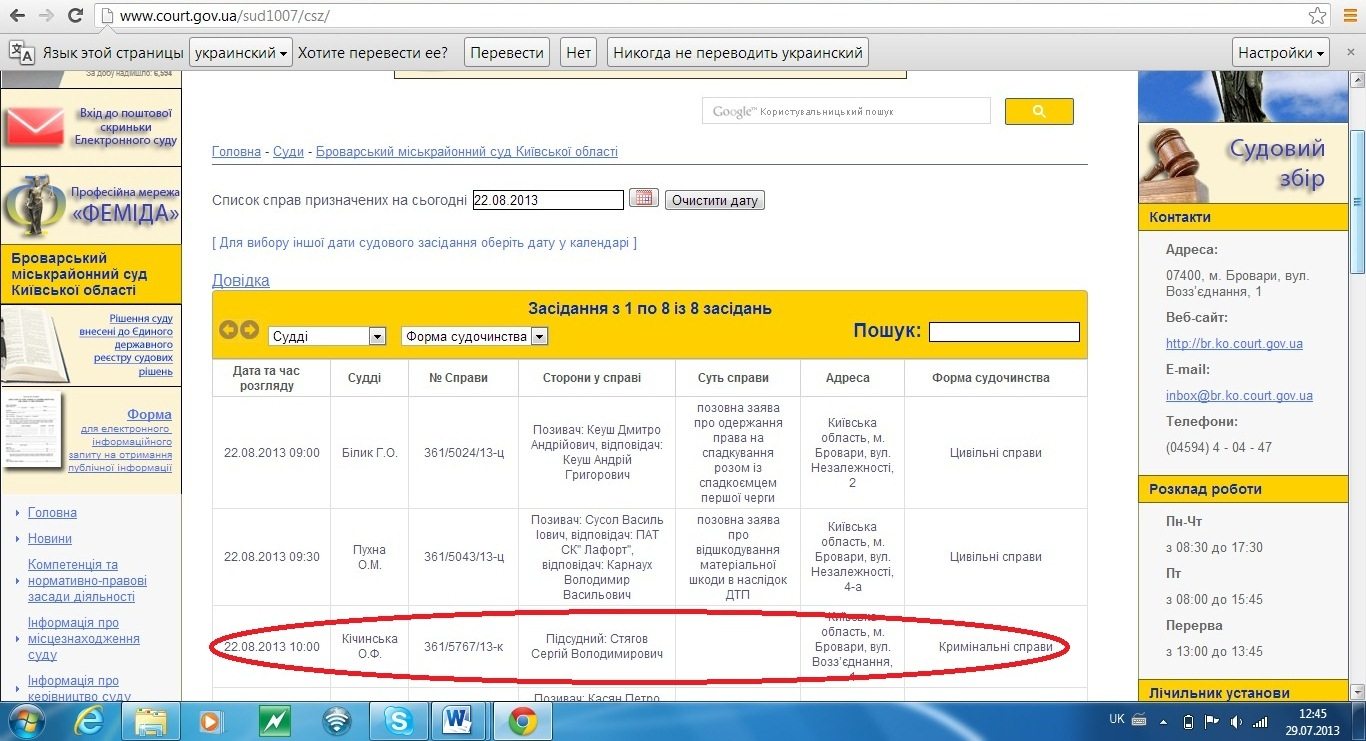 www.court.gov.ua/sud1007/csz/
Язык этой страницы украинский Хотите перевести ее? Перевести Нет Никогда не переводить украинский Настройки
За добу надійшло: 6,594
Вхід до поштової
скриньки
Електронного суду
Професійна мережа
«ФЕМІДА»
Броварський
міськрайонний суд
Київської області
Рішення суду
внесені до Єдиного
державного
реєстру судових
рішень
Форма
для електронного
інформаційного
запиту на отримання
публічної інформації
Головна
Новини
Компетенція та
нормативно-правові
засади діяльності
Інформація про
місцезнаходження
суду
Інформація про
керівництво суду
Google™ Користувальницький пошук
Головна - Суди - Броварський міськрайонний суд Київської області
Список справ призначених на сьогодні 22.08.2013 Очистити дату
[ Для вибору іншої дати судового засідання оберіть дату у календарі ]
Довідка
Засідання з 1 по 8 із 8 засідань
Судді Форма судочинства Пошук:
Дата та час
розгляду
Судді
№ Справи
Сторони у справі
Суть справи
Адреса
Форма судочинства
22.08.2013 09:00
Білик Г.О.
361/5024/13-ц
Позивач: Кеуш Дмитро
Андрійович, відповідач:
Кеуш Андрій
Григорович
позовна заява
про одержання
права на
спадкування
розом із
спадкоємцем
першої черги
Київська
область, м.
Бровари, вул.
Незалежності,
2
Цивільні справи
22.08.2013 09:30
Пухна
О.М.
361/5043/13-ц
Позивач: Сусол Василь
Іович, відповідач: ПАТ
СК" Лафорт",
відповідач: Карнаух
Володимир
Васильович
позовна заява
про
відшкодування
матеріальної
шкоди в наслідок
ДТП
Київська
область, м.
Бровари, вул.
Незалежності,
4-а
Цивільні справи
22.08.2013 10:00
Кічинська
О.Ф.
361/5767/13-к
Підсудний: Стягов
Сергій Володимирович
Київська
область, м.
Бровари, вул.
Возз'єднання,
Кримінальні справи
Позивач: Касян Петро
Судовий
збір
Контакти
Адреса:
07400, м. Бровари, вул.
Возз'єднання, 1
Веб-сайт:
http://br.ko.court.gov.ua
E-mail:
inbox@br.ko.court.gov.ua
Телефони:
(04594) 4 - 04 - 47
Розклад роботи
Пн-Чт
з 08:30 до 17:30
Пт
з 08:00 до 15:45
Перерва
з 13:00 до 13:45
Лічильник установи
UK
12:45
29.07.2013